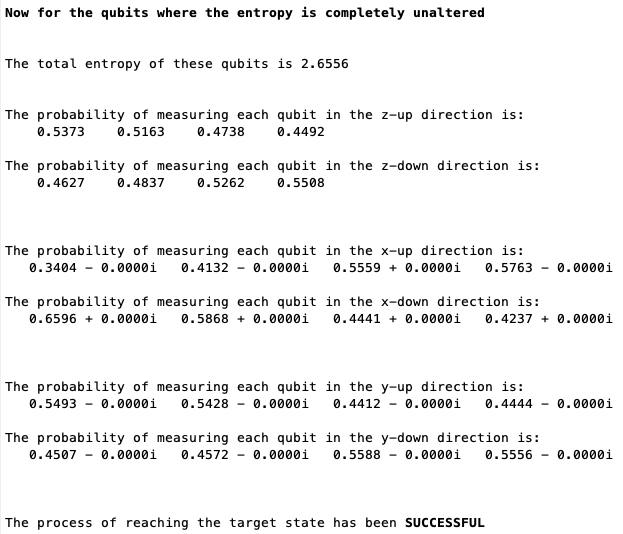 Now for the qubits where the entropy is completely unaltered
The total entropy of these qubits is 2.6556
The probability of measuring each qubit in the z-up direction is:
0.5373 0.5163 0.4738 0.4492
The probability of measuring each qubit in the z-down direction is:
0.4627 0.4837 0.5262 0.5508
The probability of measuring each qubit in the x-up direction is:
0.3404 - 0.0000i 0.4132 - 0.0000i 0.5559 + 0.0000i 0.5763 - 0.0000i
The probability of measuring each qubit in the x-down direction is:
0.6596 + 0.0000i 0.5868 + 0.0000i 0.4441 + 0.0000i 0.4237 + 0.0000i
The probability of measuring each qubit in the y-up direction is:
0.5493 - 0.0000i 0.5428 - 0.0000i 0.4412 - 0.0000i 0.4444 - 0.0000i
The probability of measuring each qubit in the y-down direction is:
0.4507 - 0.0000i 0.4572 - 0.0000i 0.5588 - 0.0000i 0.5556 - 0.0000i
The process of reaching the target state has been SUCCESSFUL